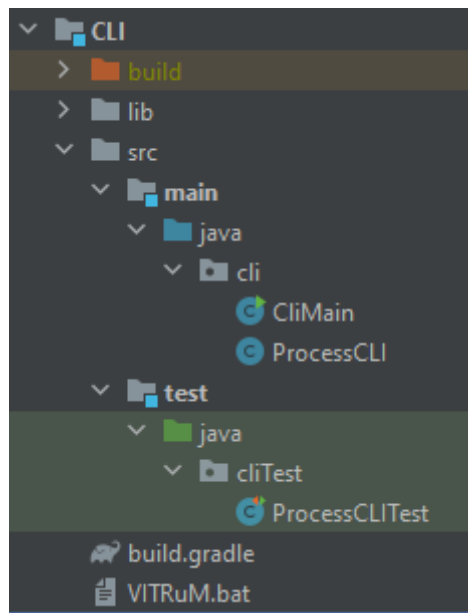 CLI
build
lib
src
main
java
cli
CliMain
ProcessCLI
test
java
cliTest
ProcessCLITest
build.gradle
VITRuM.bat